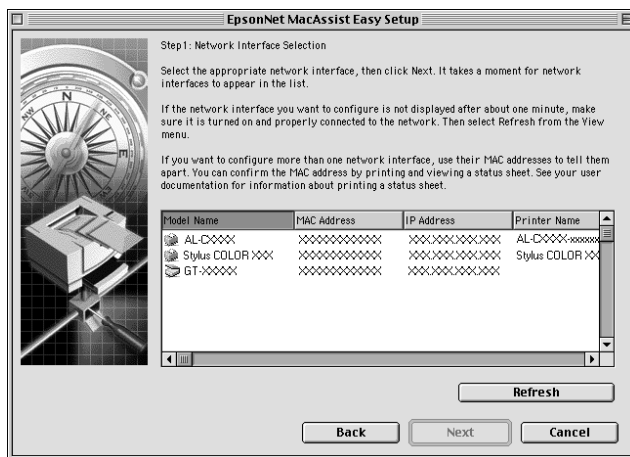 EpsonNet MacAssist Easy Setup
Step1: Network Interface Selection
Select the appropriate network interface, then click Next. It takes a moment for network
interfaces to appear in the list.
If the network interface you want to configure is not displayed after about one minute, make
sure it is turned on and properly connected to the network. Then select Refresh from the View
menu.
If you want to configure more than one network interface, use their MAC addresses to tell them
apart. You can confirm the MAC address by printing and viewing a status sheet. See your user
documentation for information about printing a status sheet.
Model Name MAC Address IP Address Printer Name
AL-CXXXX XXXXXXXXXXXX XXX.XXX.XXX.XXX AL-CXXXX-xxxxxx
Stylus COLOR XXX XXXXXXXXXXXX XXX.XXX.XXX.XXX Stylus COLOR XX
GT-XXXXX XXXXXXXXXXXX XXX.XXX.XXX.XXX
Refresh
Back Next Cancel
N
NE
E
NW